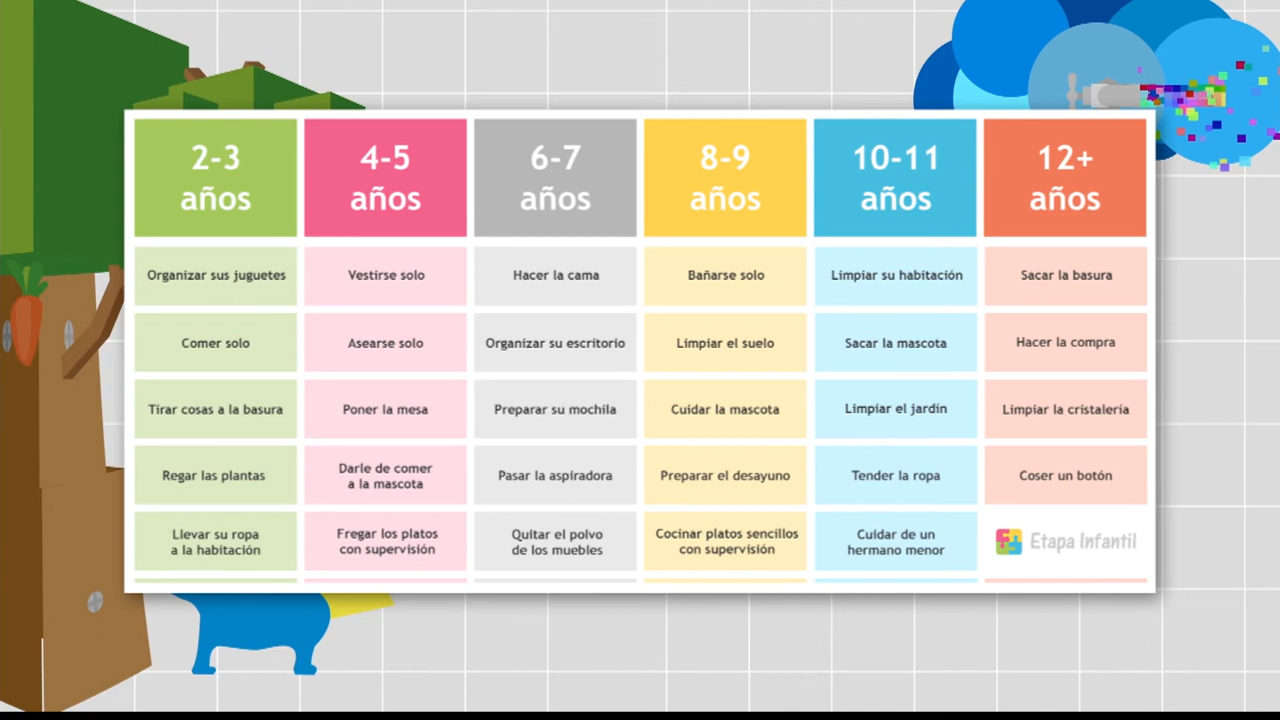 2-3
años
4-5
años
6-7
años
8-9
años
10-11
años
12+
años
Organizar sus juguetes
Vestirse solo
Hacer la cama
Bañarse solo
Limpiar su habitación
Sacar la basura
Comer solo
Asearse solo
Organizar su escritorio
Limpiar el suelo
Sacar la mascota
Hacer la compra
Tirar cosas a la basura
Poner la mesa
Preparar su mochila
Cuidar la mascota
Limpiar el jardín
Limpiar la cristalería
Regar las plantas
Darle de comer
a la mascota
Pasar la aspiradora
Preparar el desayuno
Tender la ropa
Coser un botón
Llevar su ropa
a la habitación
Fregar los platos
con supervisión
Quitar el polvo
de los muebles
Cocinar platos sencillos
con supervisión
Cuidar de un
hermano menor
Etapa Infantil